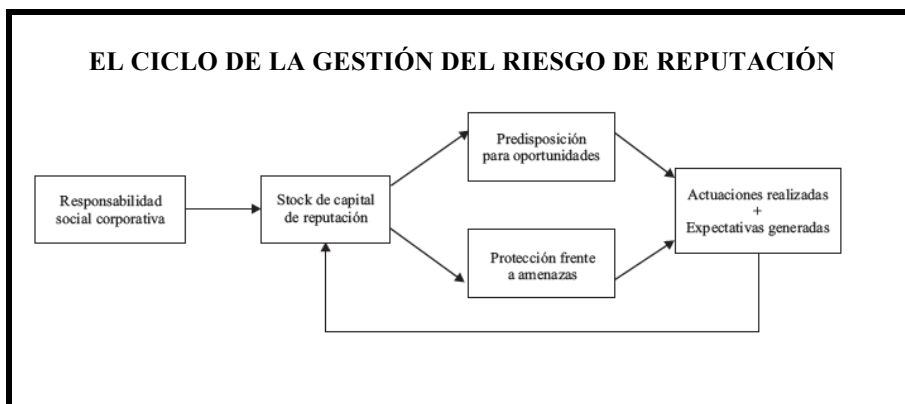 EL CICLO DE LA GESTIÓN DEL RIESGO DE REPUTACIÓN
Responsabilidad
social corporativa
Stock de capital
de reputación
Predisposición
para oportunidades
Protección frente
a amenazas
Actuaciones realizadas
+
Expectativas generadas